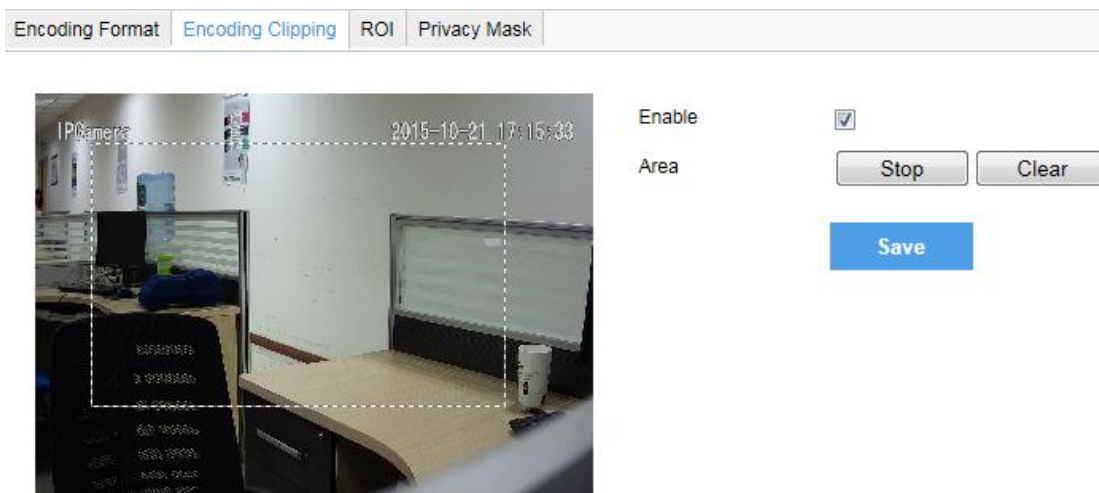 Encoding Format Encoding Clipping ROI Privacy Mask
IPCamera 2015-10-21 17:15:33
Enable
Area Stop Clear
Save